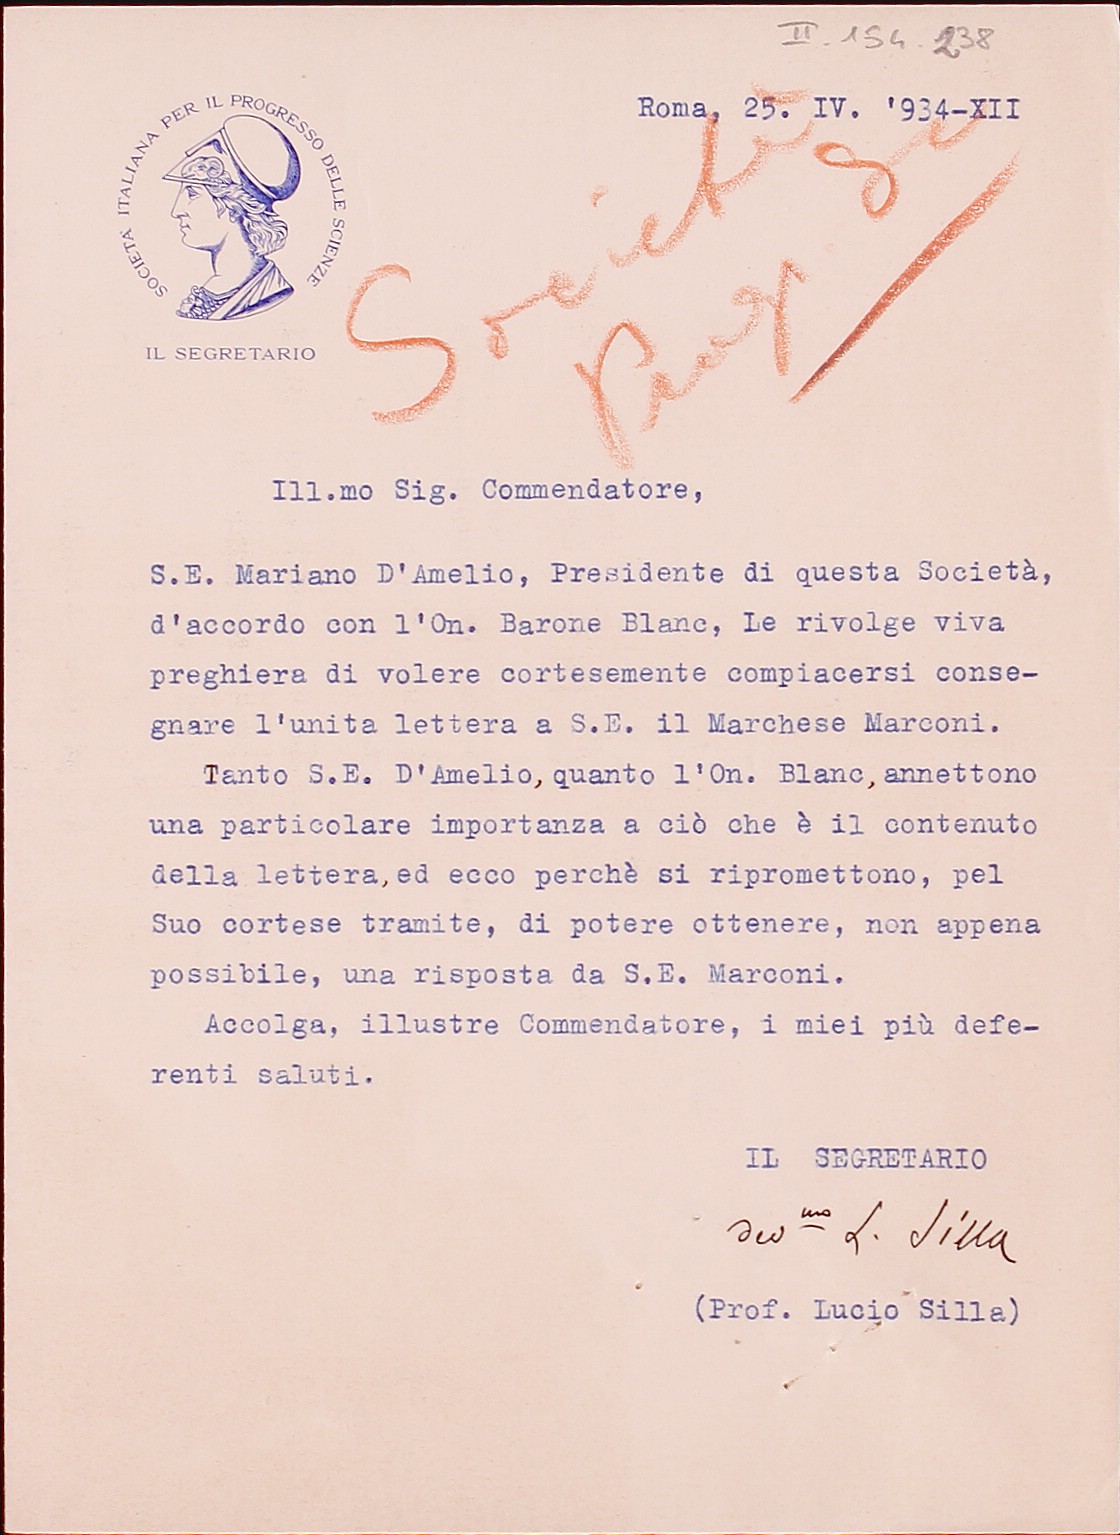 II. 154. 238
Roma, 25. IV. '934-XII
SOCIETÀ ITALIANA PER IL PROGRESSO DELLE SCIENZE
IL SEGRETARIO
Società
Prog
Ill.mo Sig. Commendatore,
S.E. Mariano D'Amelio, Presidente di questa Società,
d'accordo con l'On. Barone Blanc, Le rivolge viva
preghiera di volere cortesemente compiacersi conse-
gnare l'unita lettera a S.E. il Marchese Marconi.
Tanto S.E. D'Amelio, quanto l'On. Blanc, annettono
una particolare importanza a ciò che è il contenuto
della lettera, ed ecco perchè si ripromettono, pel
Suo cortese tramite, di potere ottenere, non appena
possibile, una risposta da S.E. Marconi.
Accolga, illustre Commendatore, i miei più defe-
renti saluti.
IL SEGRETARIO
dev mo L. Silla
(Prof. Lucio Silla)